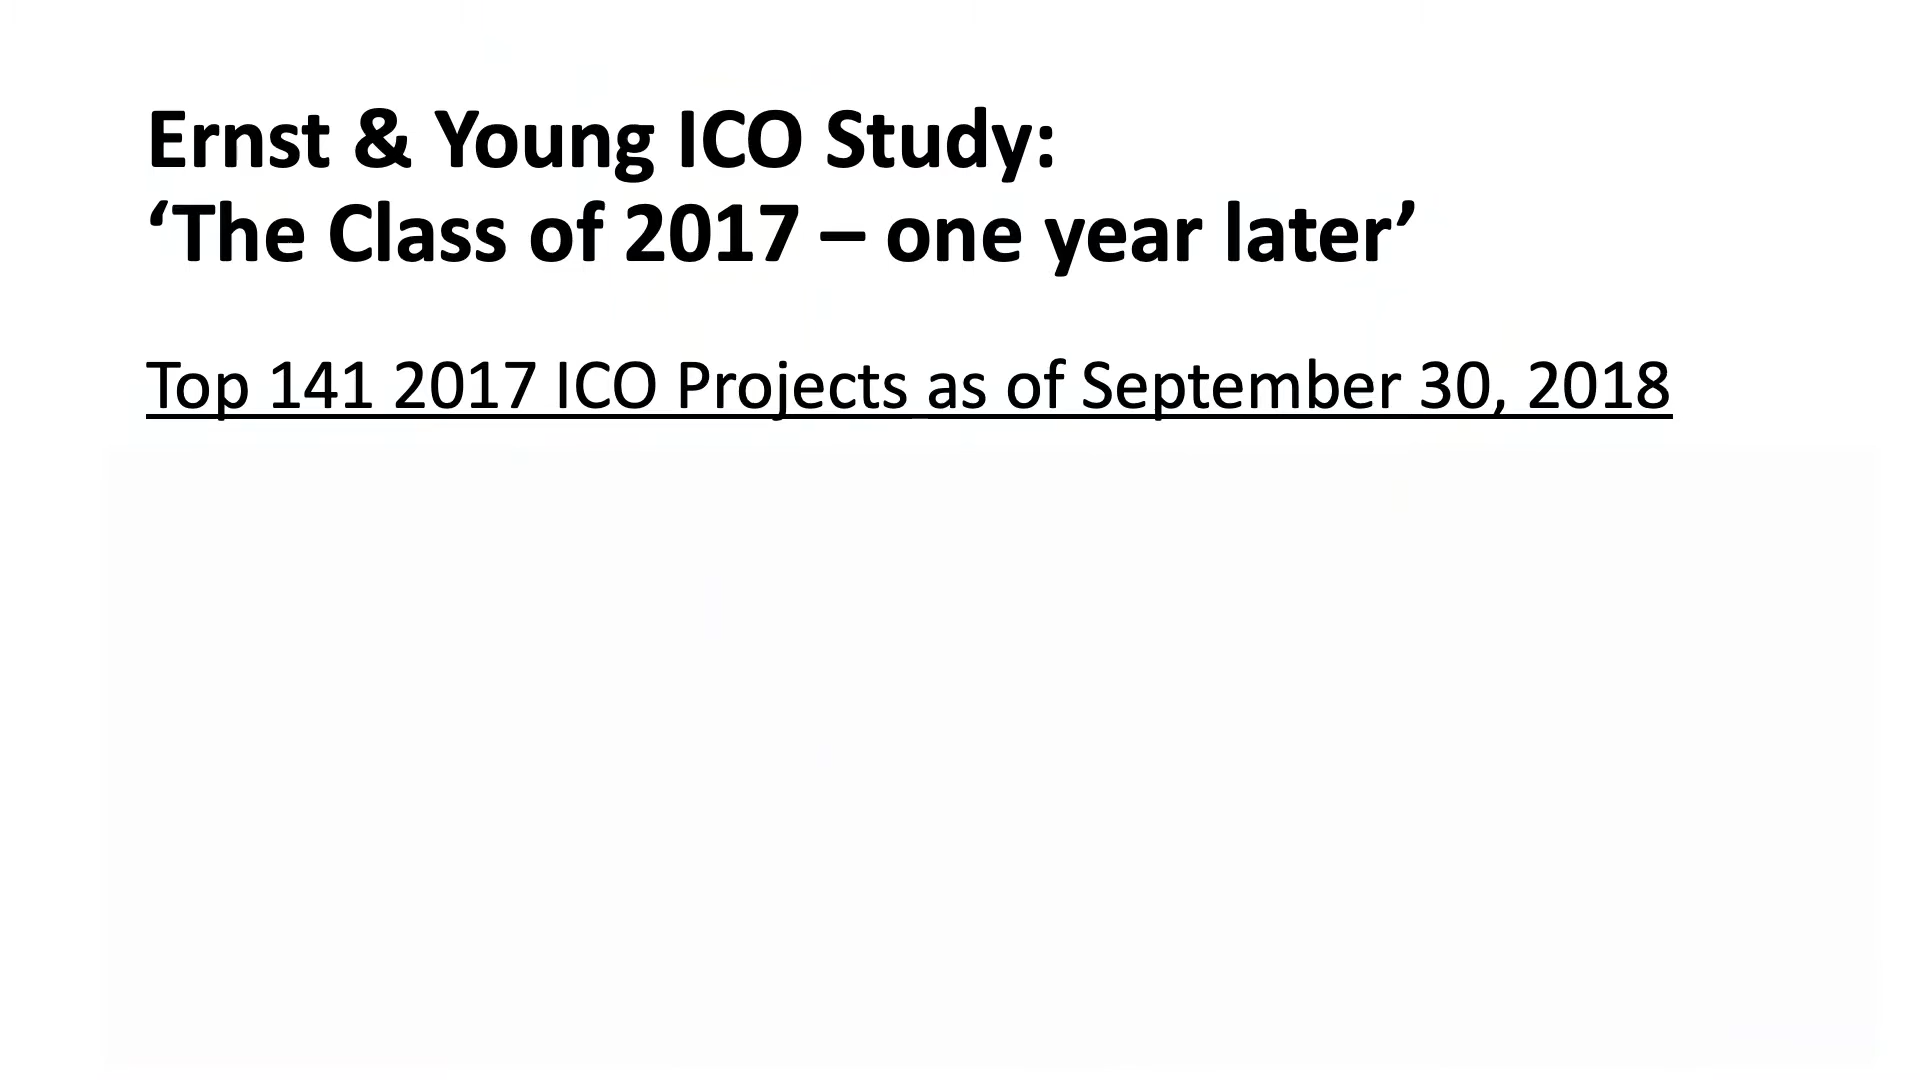 Ernst & Young ICO Study:
‘The Class of 2017 – one year later’
Top 141 2017 ICO Projects as of September 30, 2018